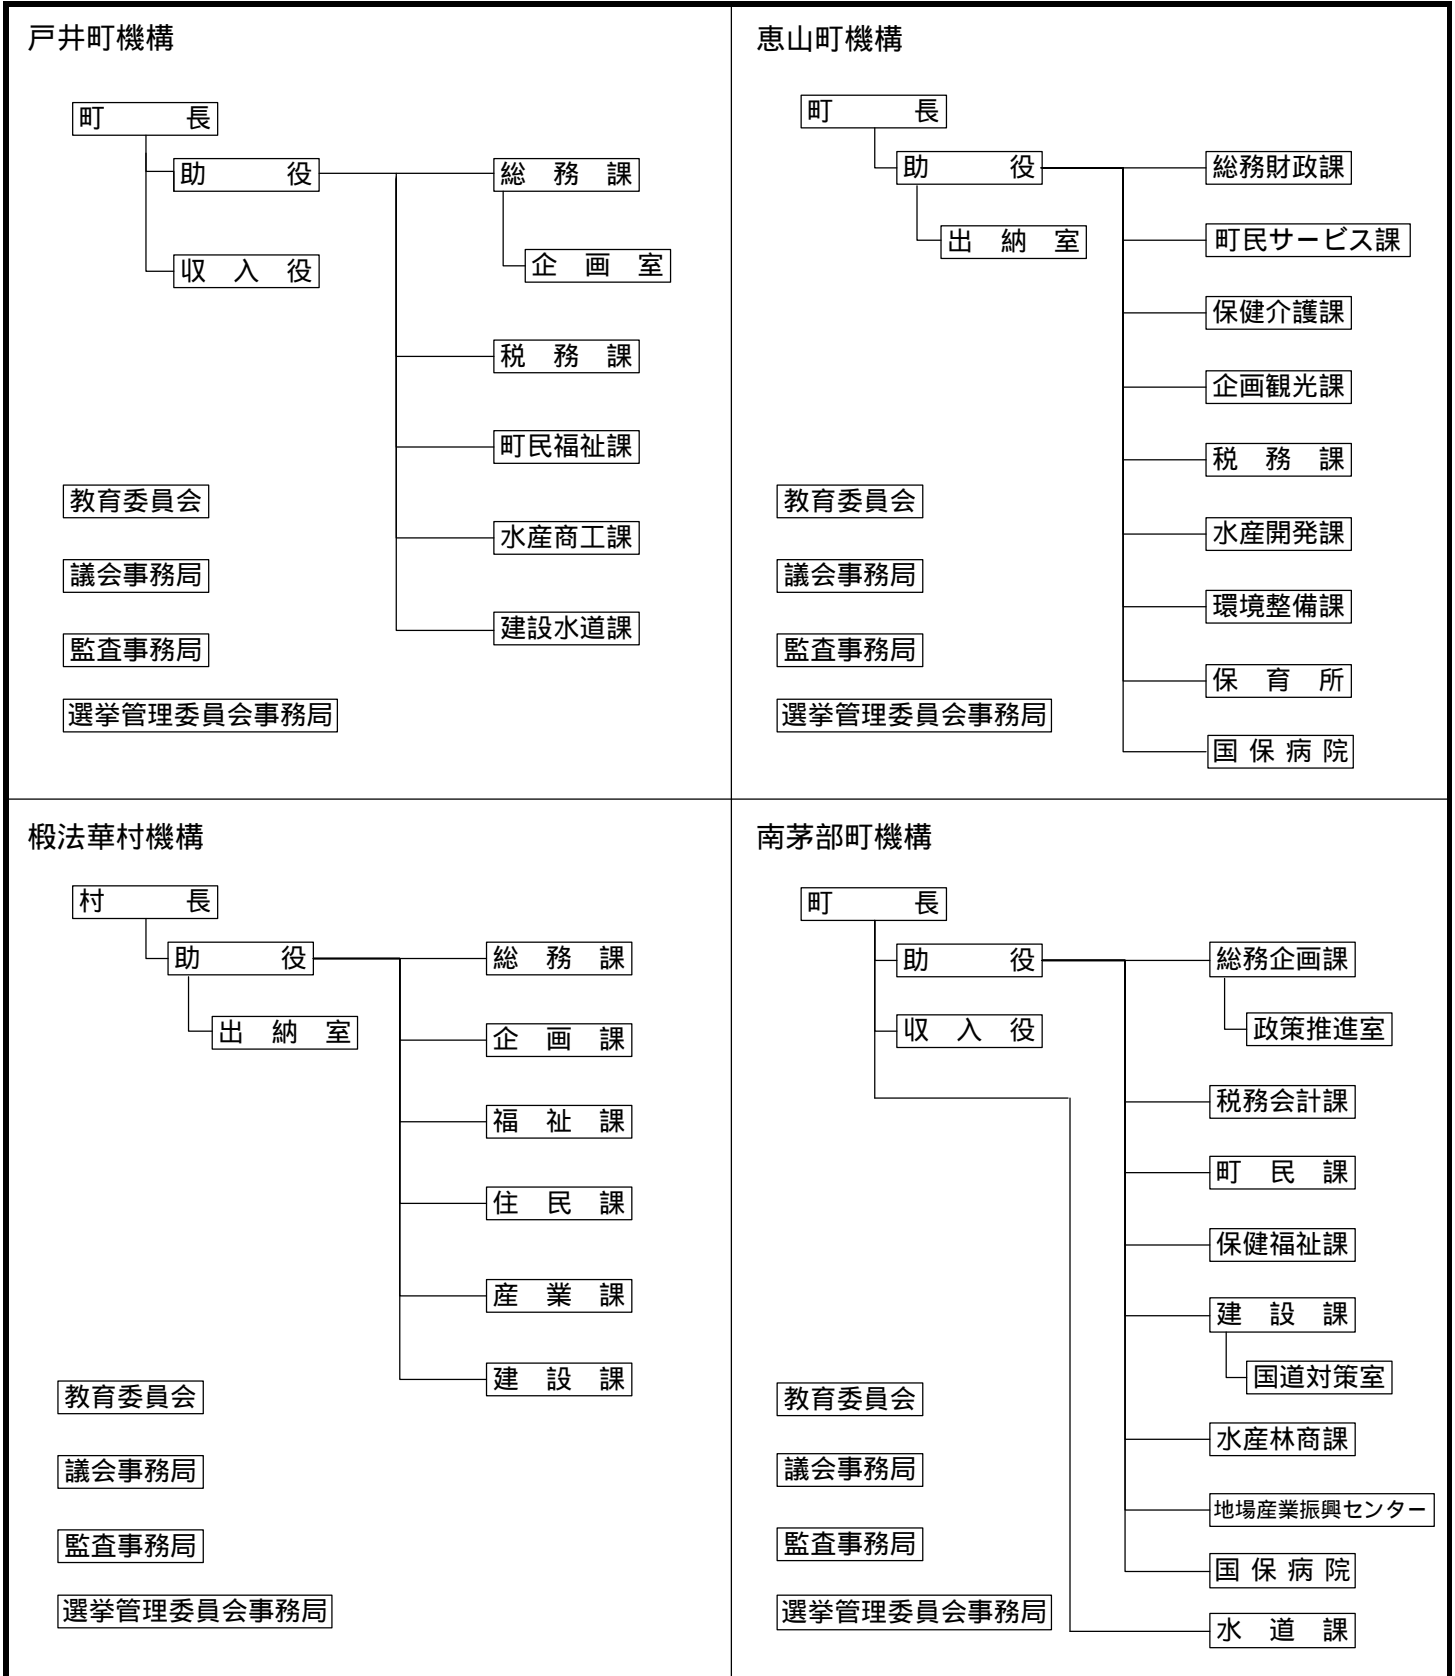 戸井町機構
町長
助役
収入役
総務課
企画室
税務課
町民福祉課
水産商工課
建設水道課
教育委員会
議会事務局
監査事務局
選挙管理委員会事務局
恵山町機構
町長
助役
出納室
総務財政課
町民サービス課
保健介護課
企画観光課
税務課
水産開発課
環境整備課
保育所
国保病院
教育委員会
議会事務局
監査事務局
選挙管理委員会事務局
椴法華村機構
村長
助役
出納室
総務課
企画課
福祉課
住民課
産業課
建設課
教育委員会
議会事務局
監査事務局
選挙管理委員会事務局
南茅部町機構
町長
助役
収入役
総務企画課
政策推進室
税務会計課
町民課
保健福祉課
建設課
国道対策室
水産林商課
地場産業振興センター
国保病院
水道課
教育委員会
議会事務局
監査事務局
選挙管理委員会事務局